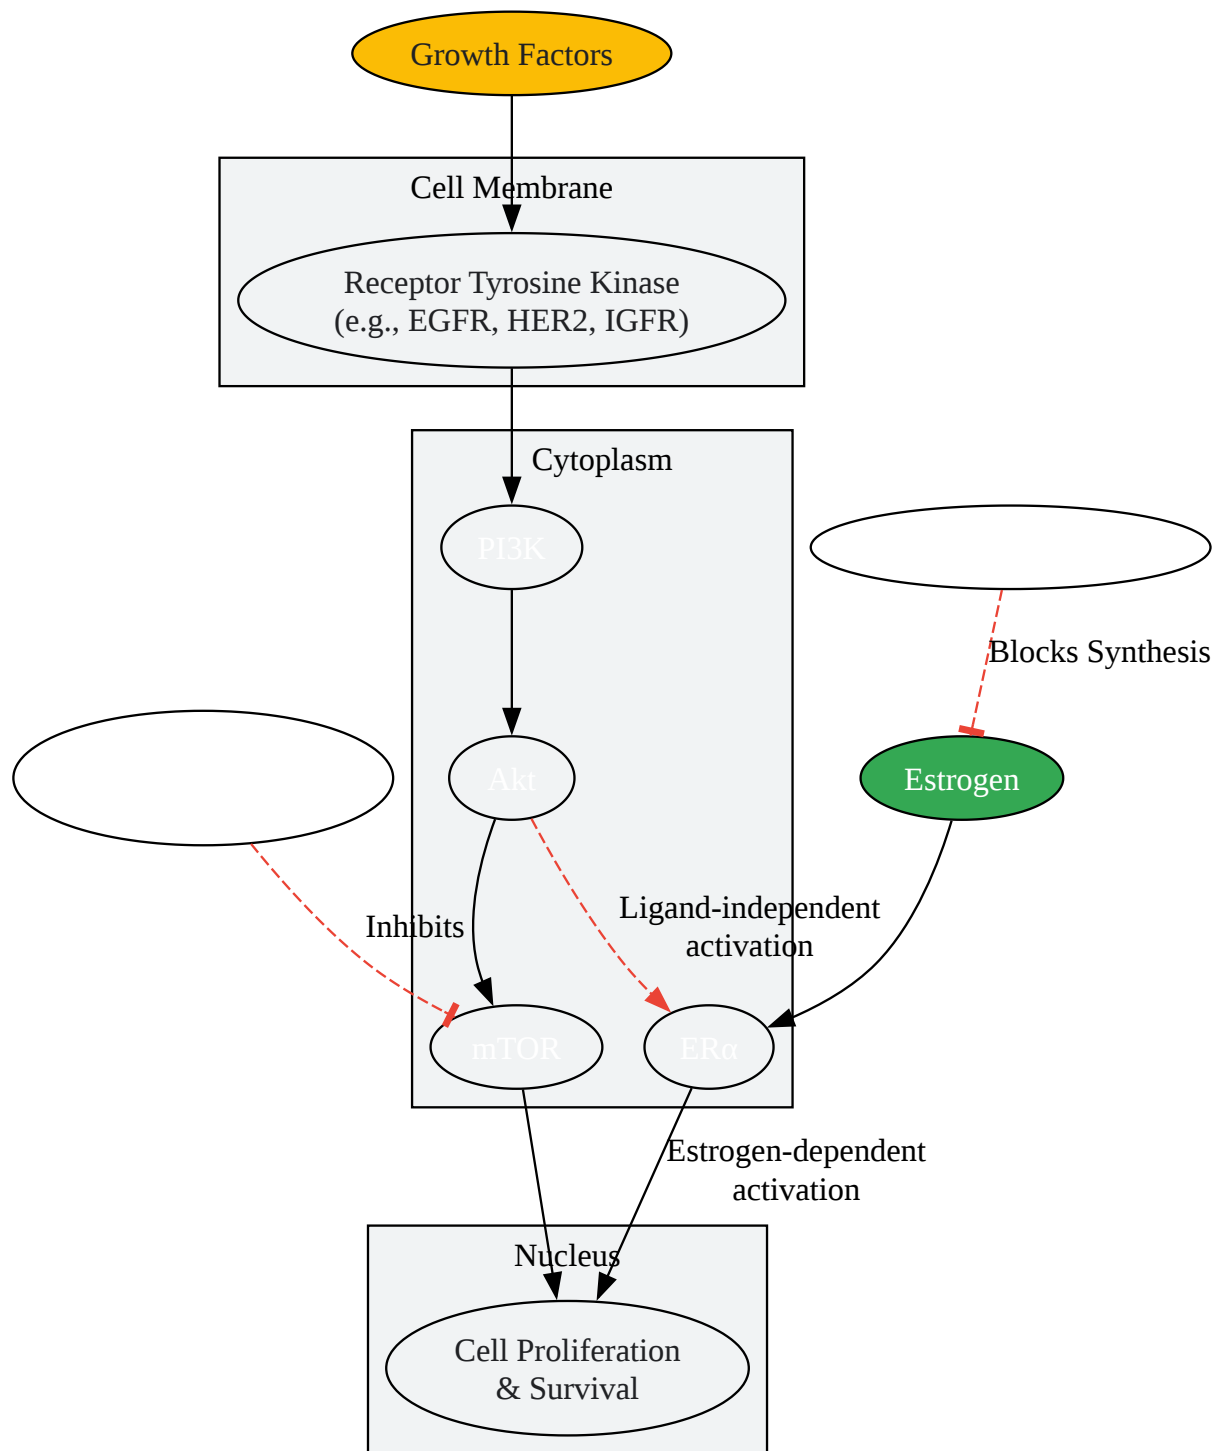 Growth Factors
Cell Membrane
Receptor Tyrosine Kinase
(e.g., EGFR, HER2, IGFR)
Cytoplasm
PI3K
Blocks Synthesis
Akt
Estrogen
Ligand-independent
activation
Inhibits
mTOR
ERα
Estrogen-dependent
activation
Nucleus
Cell Proliferation
& Survival